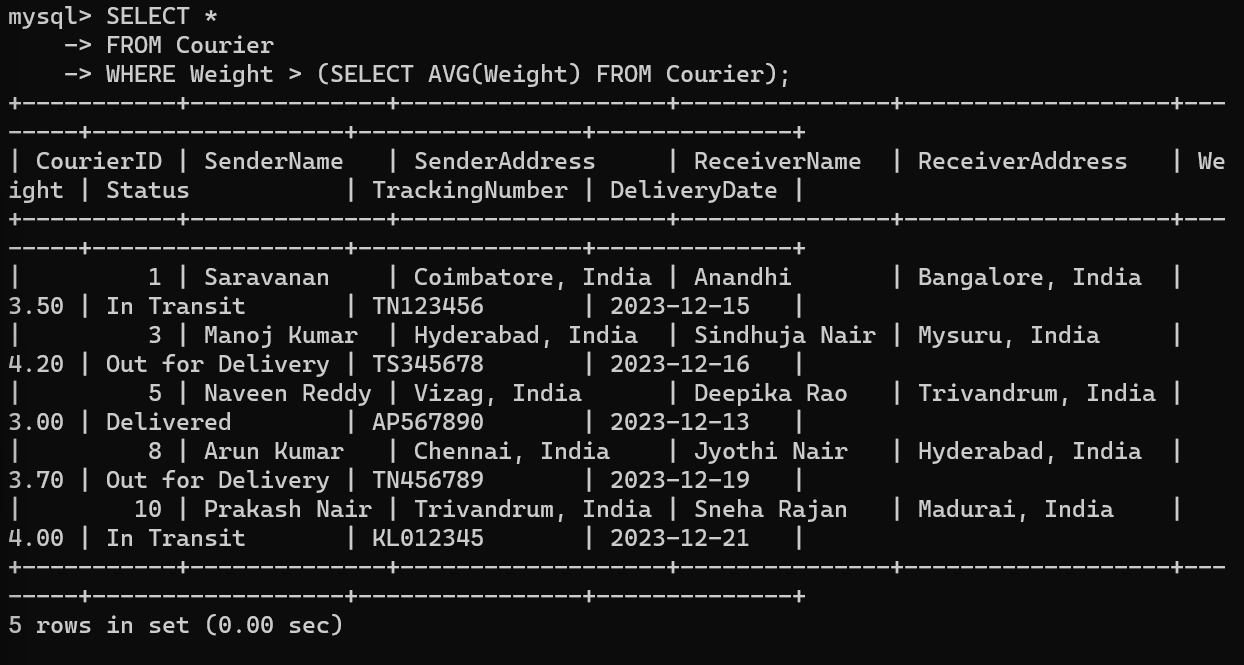 mysql> SELECT *
    -> FROM Courier
    -> WHERE Weight > (SELECT AVG(Weight) FROM Courier);
+-----------+--------------+-------------------+---------------+-------------------+---
-----+------------------+----------------+--------------+
| CourierID | SenderName   | SenderAddress     | ReceiverName  | ReceiverAddress   | We
ight | Status           | TrackingNumber | DeliveryDate |
+-----------+--------------+-------------------+---------------+-------------------+---
-----+------------------+----------------+--------------+
|         1 | Saravanan    | Coimbatore, India | Anandhi       | Bangalore, India  |
3.50 | In Transit       | TN123456       | 2023-12-15   |
|         3 | Manoj Kumar  | Hyderabad, India  | Sindhuja Nair | Mysuru, India     |
4.20 | Out for Delivery | TS345678       | 2023-12-16   |
|         5 | Naveen Reddy | Vizag, India      | Deepika Rao   | Trivandrum, India |
3.00 | Delivered        | AP567890       | 2023-12-13   |
|         8 | Arun Kumar   | Chennai, India    | Jyothi Nair   | Hyderabad, India  |
3.70 | Out for Delivery | TN456789       | 2023-12-19   |
|        10 | Prakash Nair | Trivandrum, India | Sneha Rajan   | Madurai, India    |
4.00 | In Transit       | KL012345       | 2023-12-21   |
+-----------+--------------+-------------------+---------------+-------------------+---
-----+------------------+----------------+--------------+
5 rows in set (0.00 sec)